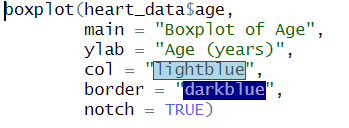 boxplot(heart_data$age,
main = "Boxplot of Age",
ylab = "Age (years)",
col = "lightblue",
border = "darkblue",
notch = TRUE)